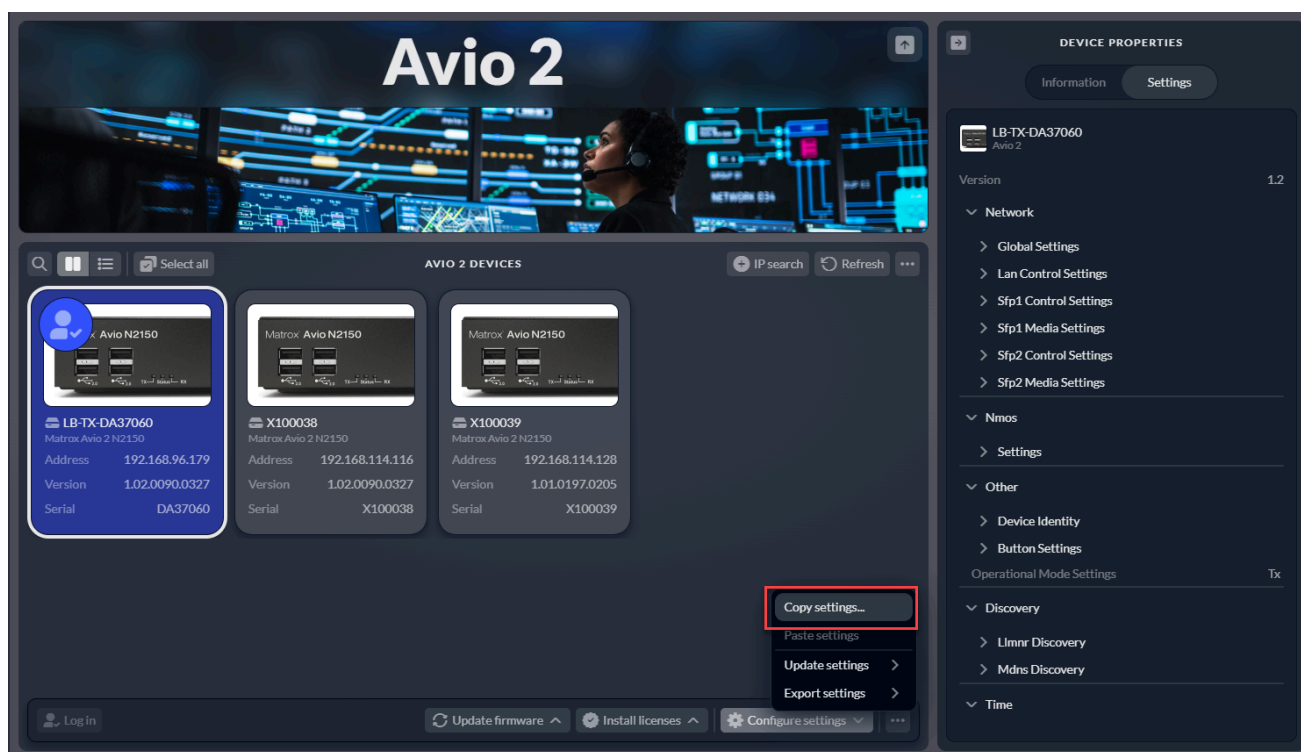 Avio 2
DEVICE PROPERTIES
Information Settings
LB-TX-DA37060
Avio 2
Version 1.2
Network
Global Settings
Lan Control Settings
Sfp1 Control Settings
Sfp1 Media Settings
Sfp2 Control Settings
Sfp2 Media Settings
Nmos
Settings
Other
Device Identity
Button Settings
Operational Mode Settings Tx
Discovery
Llmnr Discovery
Mdns Discovery
Time
NETWORK 034
Select all
AVIO 2 DEVICES
IP search Refresh
Avio N2150
LB-TX-DA37060
Matrox Avio 2 N2150
Address 192.168.96.179
Version 1.02.0090.0327
Serial DA37060
Matrox Avio N2150
X100038
Matrox Avio 2 N2150
Address 192.168.114.116
Version 1.02.0090.0327
Serial X100038
Matrox Avio N2150
X100039
Matrox Avio 2 N2150
Address 192.168.114.128
Version 1.01.0197.0205
Serial X100039
Copy settings...
Paste settings
Update settings
Export settings
Log in
Update firmware
Install licenses
Configure settings